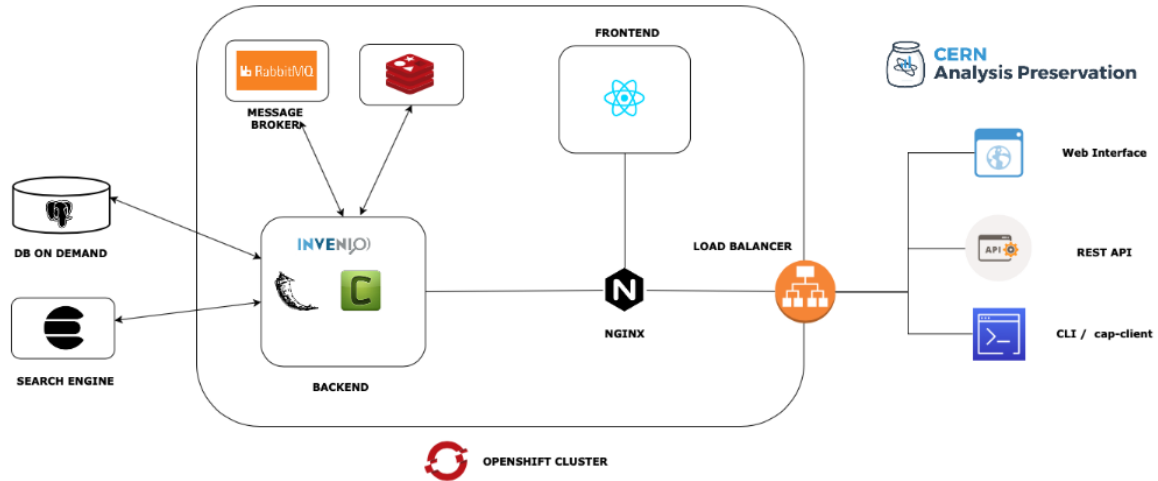 FRONTEND
CERN
Analysis Preservation
RabbitMQ
MESSAGE
BROKER
Web Interface
INVENIO
LOAD BALANCER
API
REST API
DB ON DEMAND
C
N
NGINX
CLI / cap-client
SEARCH ENGINE
BACKEND
OPENSHIFT CLUSTER